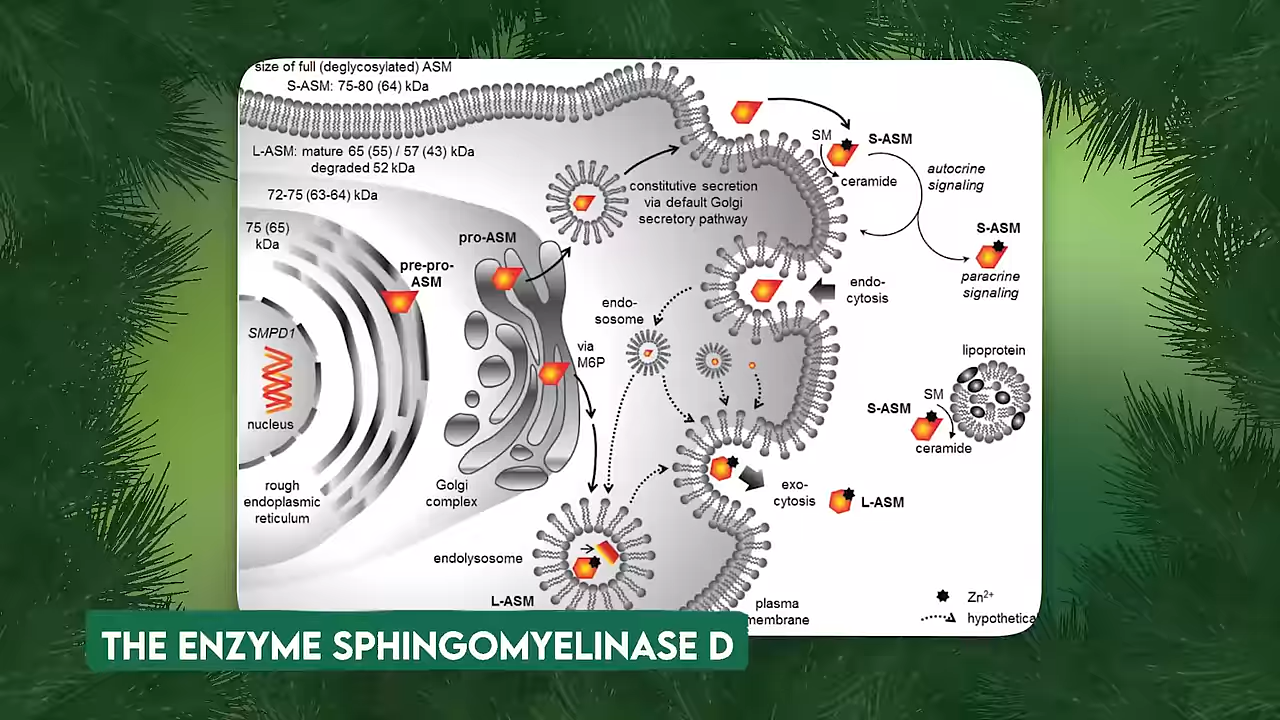 size of full (deglycosylated) ASM
S-ASM: 75-80 (64) kDa
L-ASM: mature 65 (55) / 57 (43) kDa
degraded 52 kDa
72-75 (63-64) kDa
75 (65)
kDa
pre-pro-
ASM
pro-ASM
SMPD1
nucleus
rough
endoplasmic
reticulum
Golgi
complex
via
M6P
constitutive secretion
via default Golgi
secretory pathway
endo-
sosome
SM
S-ASM
ceramide
autocrine
signaling
S-ASM
paracrine
signaling
endo-
cytosis
lipoprotein
SM
S-ASM
ceramide
exo-
cytosis
L-ASM
endolysosome
L-ASM
plasma
membrane
Zn²⁺
hypothetical
THE ENZYME SPHINGOMYELINASE D